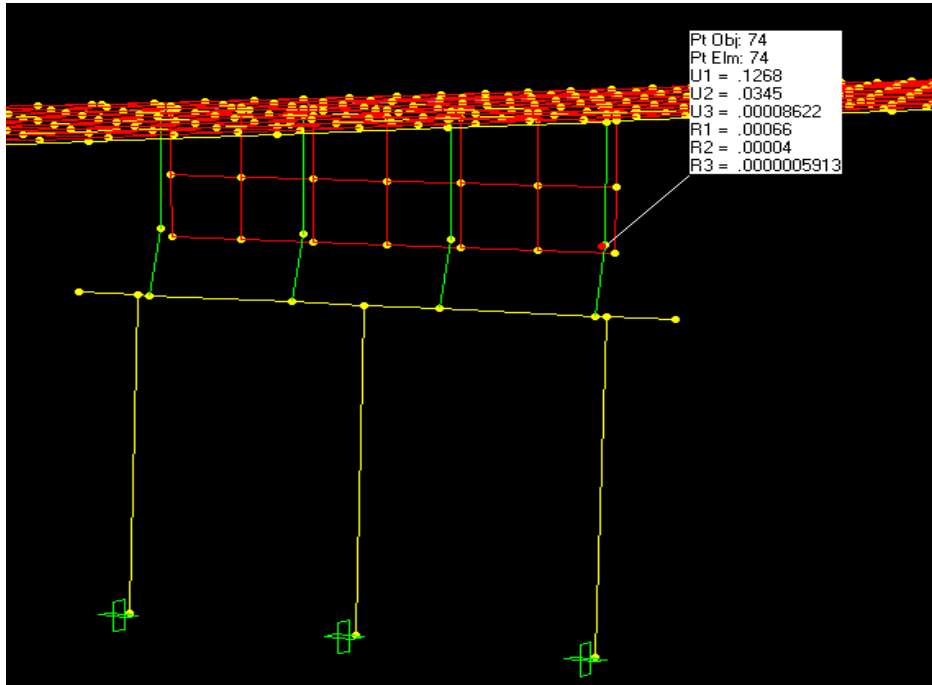 Pt Obj: 74
Pt Elm: 74
U1 = .1268
U2 = .0345
U3 = .00008622
R1 = .00066
R2 = .00004
R3 = .0000005913